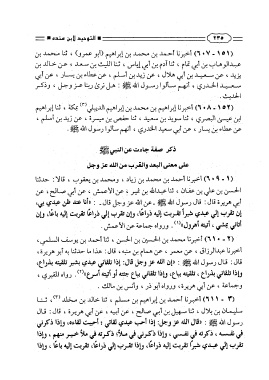 التوحيد لابن منده
٢٣٥
(١٥١ - ٦٠٧) أخبرنا أحمد بن محمد بن إبراهيم (أبو عمرو)، ثنا محمد بن
عبدالوهاب بن أبي تمام، ثنا آدم بن أبي إياس، ثنا الليث بن سعد، عن خالد بن
يزيد، عن سعيد بن أبي هلال، عن زيد بن أسلم، عن عطاء بن يسار، عن أبي
سعيد الخدري، أنهم سألوا رسول الله ﷺ: هل نرى ربنا عز وجل، وذكر
الحديث.
(١٥٢ - ٦٠٨) أخبرنا محمد بن إبراهيم الديبلي بمكة، ثنا إبراهيم
ابن عيسى البصري، ثنا سويد بن سعيد، ثنا حفص بن ميسرة، عن زيد بن أسلم،
عن عطاء بن يسار، عن أبي سعيد الخدري، أنهم سألوا رسول الله ﷺ.
ذكر صفة جاءت عن النبي ﷺ
على معنى البعد والقرب من الله عز وجل
(١ - ٦٠٩) أخبرنا أحمد بن محمد بن زياد، ومحمد بن يعقوب، قالا: حدثنا
الحسن بن علي بن عفان، ثنا عبدالله بن نمير، عن الأعمش، عن أبي صالح، عن
أبي هريرة قال: قال رسول الله ﷺ عن الله عز وجل قال: «أنا عند ظن عبدي بي،
إن تقرب إلي عبدي شبراً تقربت إليه ذراعاً، وإن تقرب إلي ذراعاً تقربت إليه باعاً، وإن
أتاني يمشي، أتيته أهرول». ورواه جماعة عن الأعمش.
(٢ - ٦١٠) أخبرنا محمد بن الحسين بن الحسن، ثنا أحمد بن يوسف السلمي،
أخبرنا عبدالرزاق، عن معمر، عن همام بن منبه، قال: هذا ما حدثنا به أبو هريرة،
قال: قال رسول الله ﷺ: «إن الله عز وجل قال: إذا تلقاني عبدي بشبر تلقيته بذراع،
وإذا تلقاني بذراع، تلقيته بباع، وإذا تلقاني بباع جئته أو أتيته أسرع». رواه المقبري،
وجماعة، عن أبي هريرة، ورواه أبو ذر، وأنس بن مالك.
(٣ - ٦١١) أخبرنا أحمد بن إبراهيم بن مسلم، ثنا خالد بن مخلد، ثنا
سليمان بن بلال، ثنا سهيل بن أبي صالح، عن أبيه، عن أبي هريرة، قال: قال
رسول الله ﷺ: «قال الله عز وجل: إذا أحب عبدي لقائي؛ أحببت لقاءه، وإذا ذكرني
في نفسه، ذكرته في نفسي، وإذا ذكرني في ملأ؛ ذكرته في ملأ خير منهم، وإذا
تقرب إلي عبدي شبراً تقربت إليه ذراعاً، وإذا تقرب إلي ذراعاً، تقربت إليه باعاً، وإذا